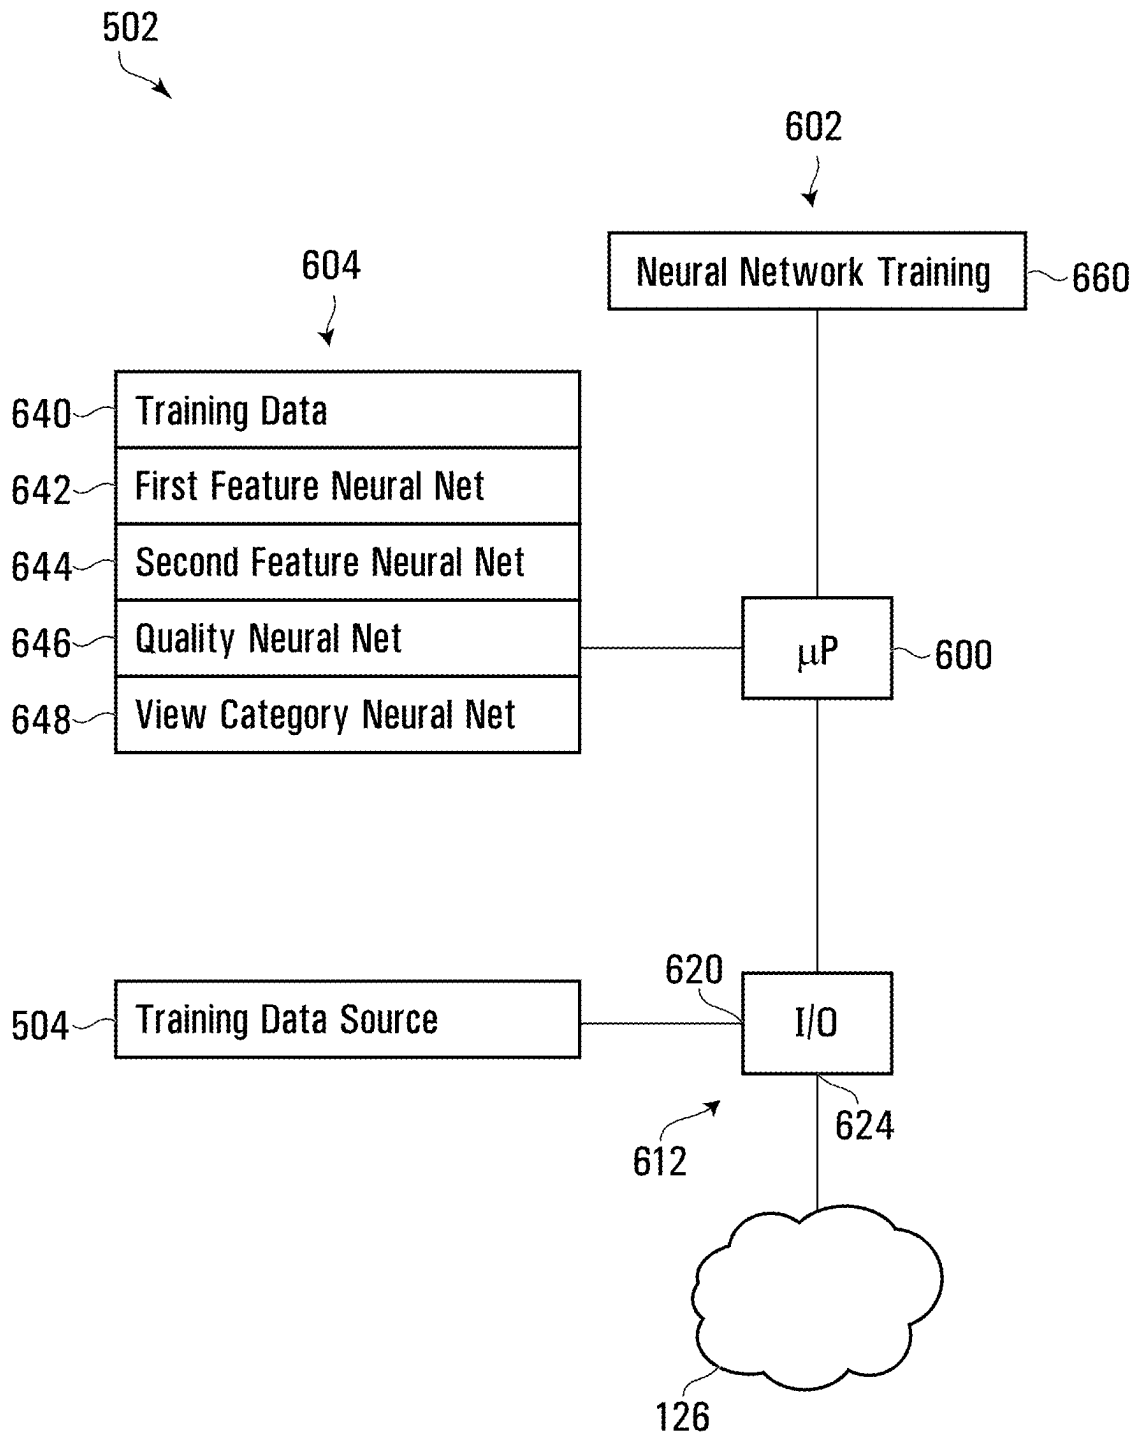 502
602
Neural Network Training
660
604
640
Training Data
642
First Feature Neural Net
644
Second Feature Neural Net
646
Quality Neural Net
648
View Category Neural Net
μP
600
504
Training Data Source
620
I/O
624
612
126